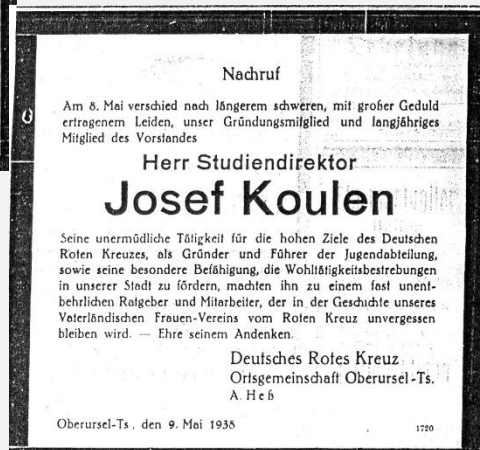 Nachruf
Am 8. Mai verschied nach längerem schweren, mit großer Geduld
ertragenem Leiden, unser Gründungsmitglied und langjähriges
Mitglied des Vorstandes
Herr Studiendirektor
Josef Koulen
Seine unermüdliche Tätigkeit für die hohen Ziele des Deutschen
Roten Kreuzes, als Gründer und Führer der Jugendabteilung,
sowie seine besondere Befähigung, die Wohltätigkeitsbestrebungen
in unserer Stadt zu fördern, machten ihn zu einem fast unent-
behrlichen Ratgeber und Mitarbeiter, der in der Geschichte unseres
Vaterländischen Frauen-Vereins vom Roten Kreuz unvergessen
bleiben wird. — Ehre seinem Andenken.
Deutsches Rotes Kreuz
Ortsgemeinschaft Oberursel-Ts.
A. Heß
Oberursel-Ts., den 9. Mai 1938
1720